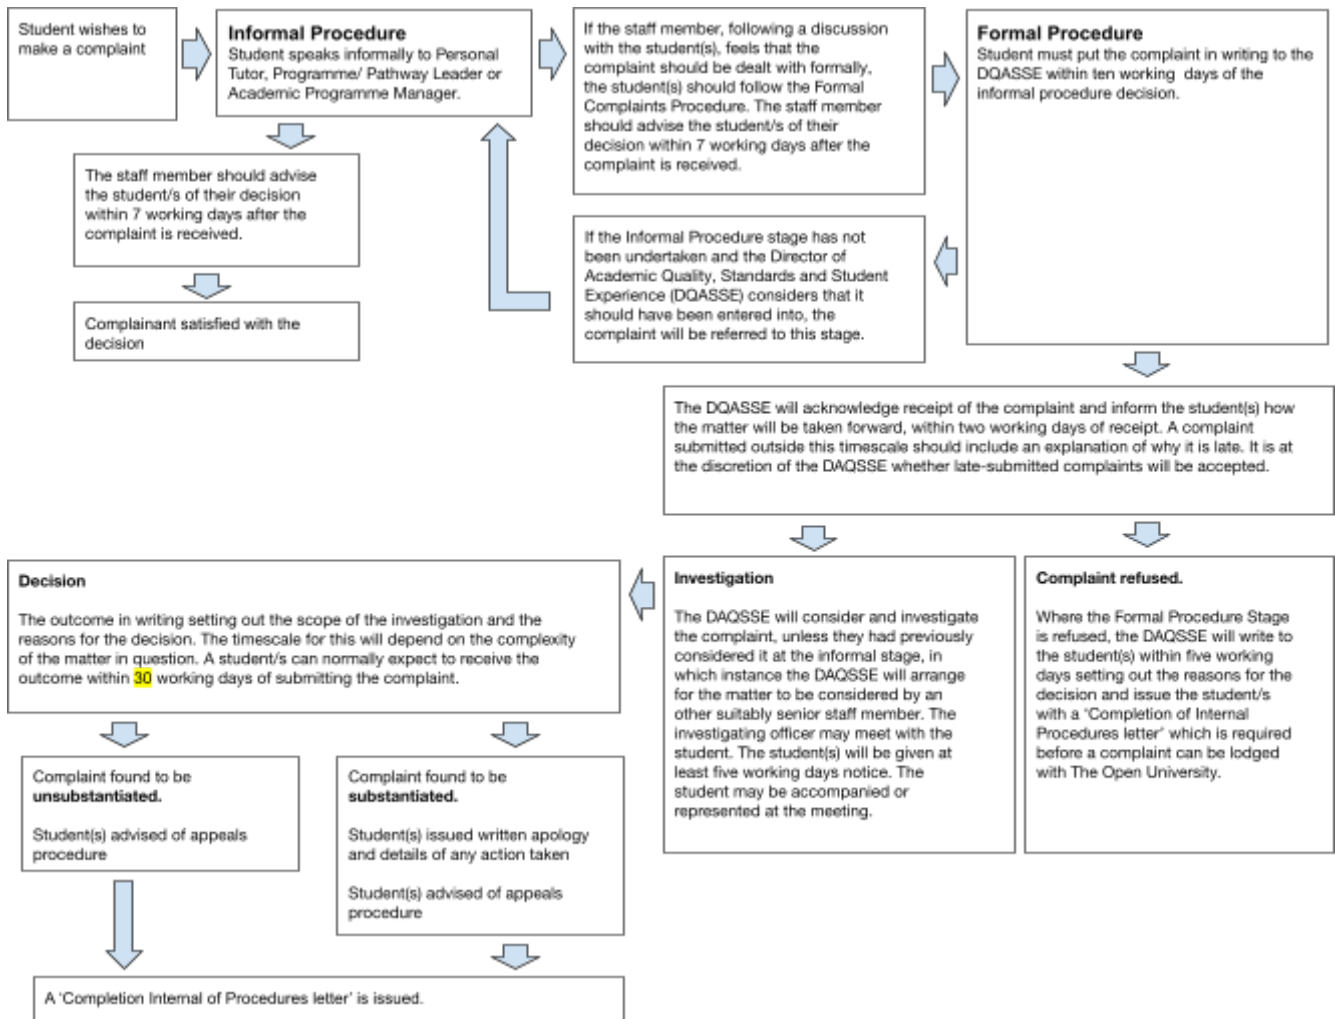 Student wishes to
make a complaint
Informal Procedure
Student speaks informally to Personal
Tutor, Programme/ Pathway Leader or
Academic Programme Manager.
If the staff member, following a discussion
with the student(s), feels that the
complaint should be dealt with formally,
the student(s) should follow the Formal
Complaints Procedure. The staff member
should advise the student/s of their
decision within 7 working days after the
complaint is received.
Formal Procedure
Student must put the complaint in writing to the
DQASSE within ten working days of the
informal procedure decision.
The staff member should advise
the student/s of their decision
within 7 working days after the
complaint is received.
Complainant satisfied with the
decision
If the Informal Procedure stage has not
been undertaken and the Director of
Academic Quality, Standards and Student
Experience (DQASSE) considers that it
should have been entered into, the
complaint will be referred to this stage.
The DQASSE will acknowledge receipt of the complaint and inform the student(s) how
the matter will be taken forward, within two working days of receipt. A complaint
submitted outside this timescale should include an explanation of why it is late. It is at
the discretion of the DAQSSE whether late-submitted complaints will be accepted.
Decision
The outcome in writing setting out the scope of the investigation and the
reasons for the decision. The timescale for this will depend on the complexity
of the matter in question. A student/s can normally expect to receive the
outcome within 30 working days of submitting the complaint.
Investigation
The DAQSSE will consider and investigate
the complaint, unless they had previously
considered it at the informal stage, in
which instance the DAQSSE will arrange
for the matter to be considered by an
other suitably senior staff member. The
investigating officer may meet with the
student. The student(s) will be given at
least five working days notice. The
student may be accompanied or
represented at the meeting.
Complaint refused.
Where the Formal Procedure Stage
is refused, the DAQSSE will write to
the student(s) within five working
days setting out the reasons for the
decision and issue the student/s
with a 'Completion of Internal
Procedures letter' which is required
before a complaint can be lodged
with The Open University.
Complaint found to be
unsubstantiated.
Student(s) advised of appeals
procedure
Complaint found to be
substantiated.
Student(s) issued written apology
and details of any action taken
Student(s) advised of appeals
procedure
A 'Completion Internal of Procedures letter' is issued.